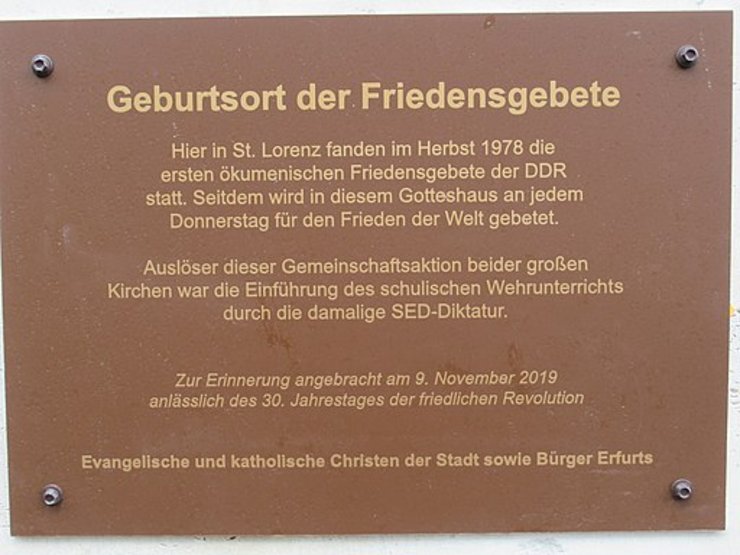 Geburtsort der Friedensgebete
Hier in St. Lorenz fanden im Herbst 1978 die
ersten ökumenischen Friedensgebete der DDR
statt. Seitdem wird in diesem Gotteshaus an jedem
Donnerstag für den Frieden der Welt gebetet.
Auslöser dieser Gemeinschaftsaktion beider großen
Kirchen war die Einführung des schulischen Wehrunterrichts
durch die damalige SED-Diktatur.
Zur Erinnerung angebracht am 9. November 2019
anlässlich des 30. Jahrestages der friedlichen Revolution
Evangelische und katholische Christen der Stadt sowie Bürger Erfurts